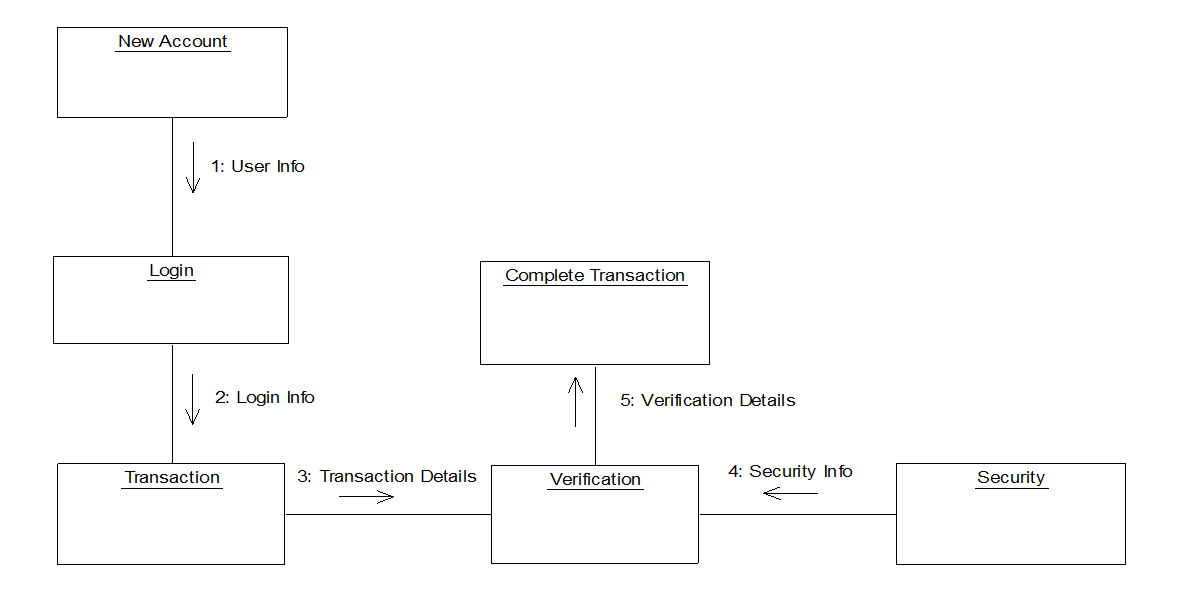 New Account
1: User Info
Login
Complete Transaction
2: Login Info
5: Verification Details
Transaction
3: Transaction Details
Verification
4: Security Info
Security